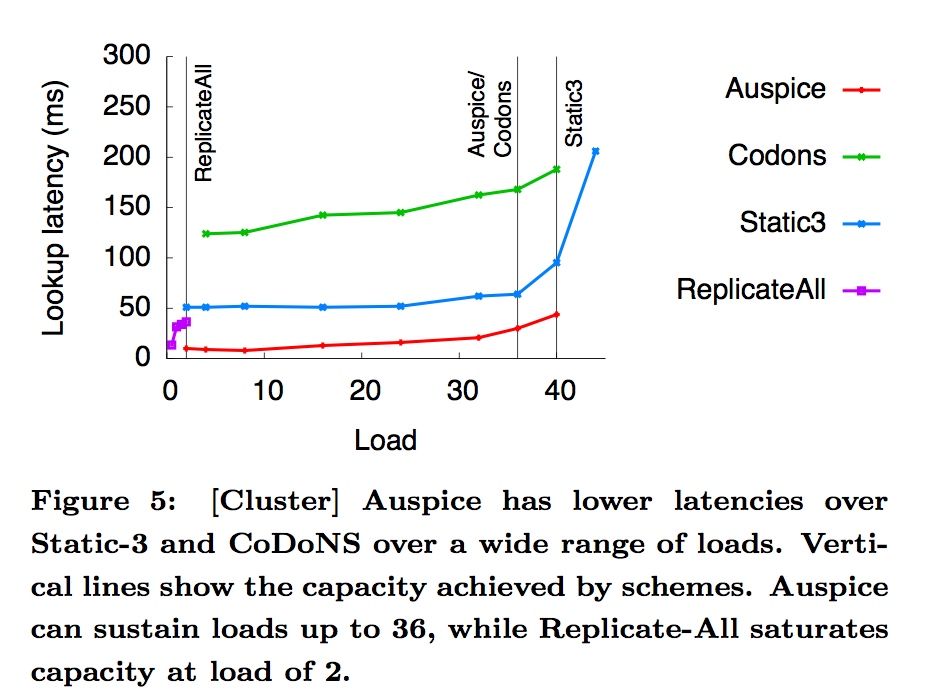 300
250
200
150
100
50
0
Lookup latency (ms)
ReplicateAll
Auspice/
Codons
Static3
0 10 20 30 40
Load
Auspice
Codons
Static3
ReplicateAll
Figure 5: [Cluster] Auspice has lower latencies over
Static-3 and CoDoNS over a wide range of loads. Verti-
cal lines show the capacity achieved by schemes. Auspice
can sustain loads up to 36, while Replicate-All saturates
capacity at load of 2.